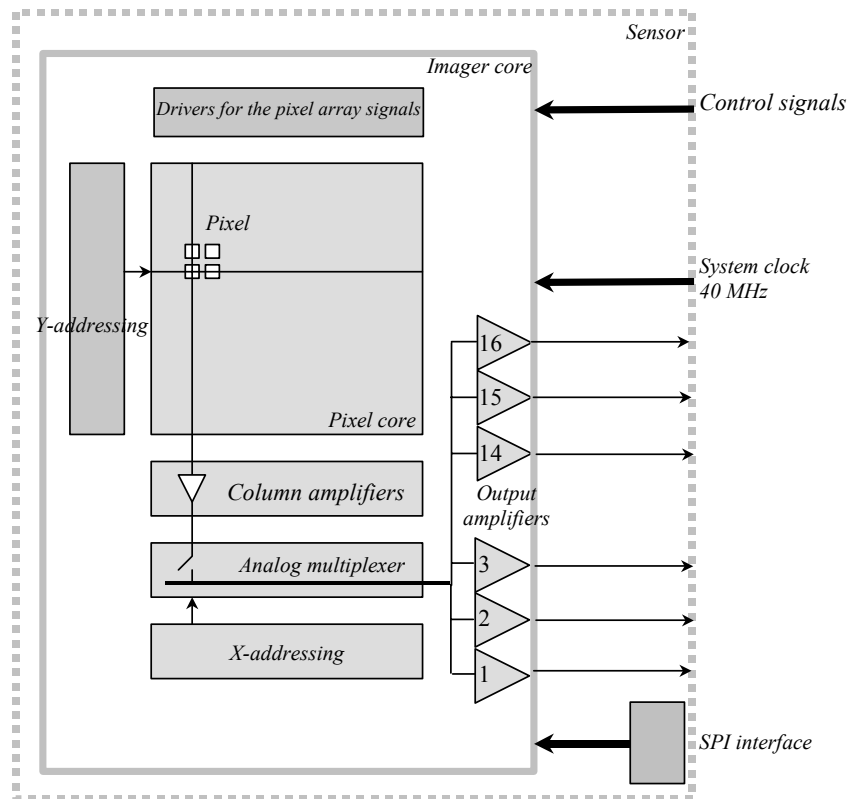 Sensor
Imager core
Drivers for the pixel array signals
Control signals
Pixel
System clock
40 MHz
Y-addressing
16
15
Pixel core
14
Column amplifiers
Output
amplifiers
Analog multiplexer
3
2
X-addressing
1
SPI interface